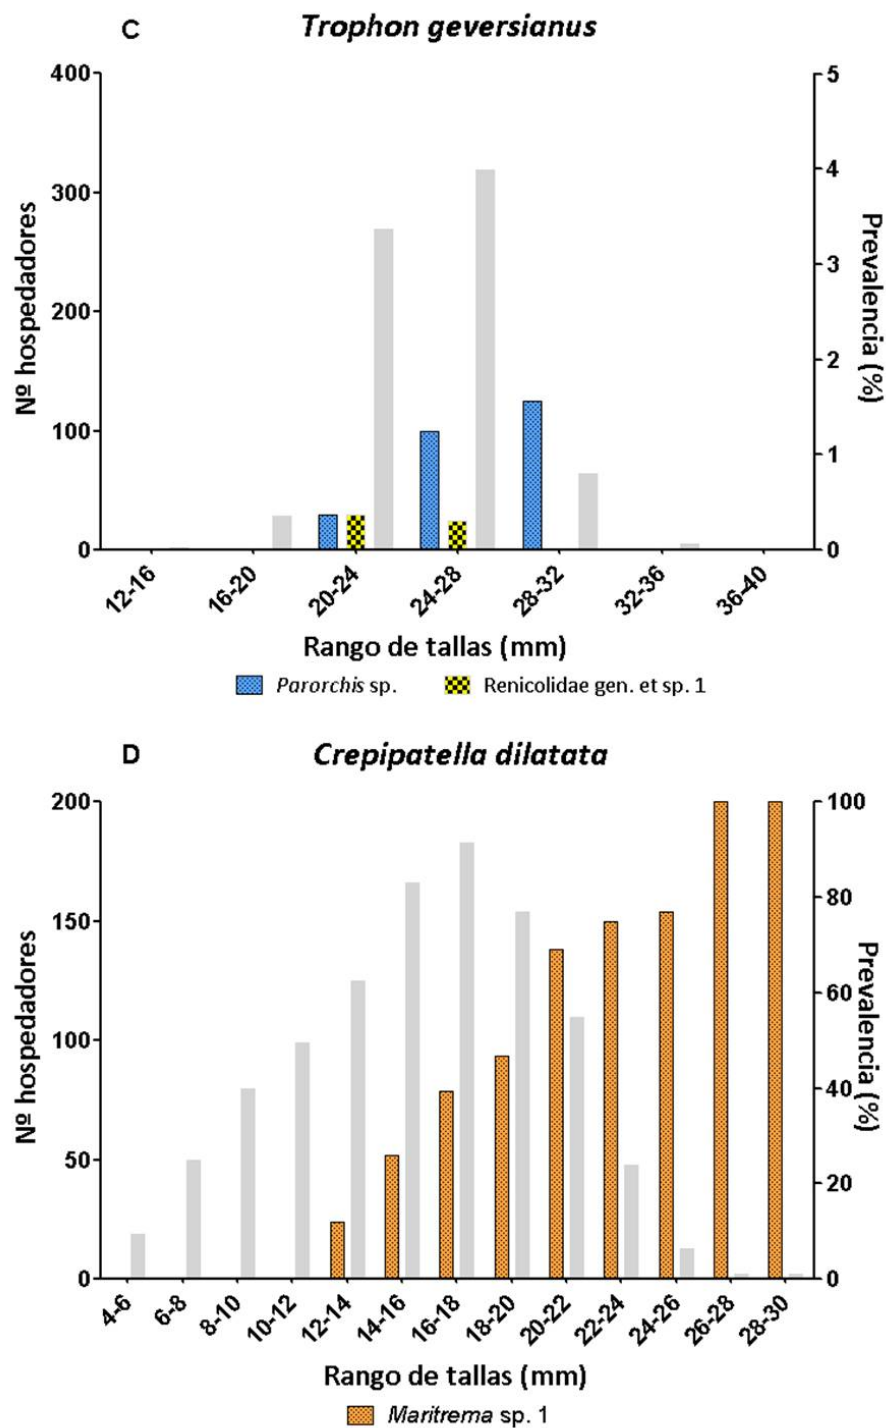 C
Trophon geversianus
400
300
200
100
0
Nº hospedadores
5
4
3
2
1
0
Prevalencia (%)
12-16 16-20 20-24 24-28 28-32 32-36 36-40
Rango de tallas (mm)
Parorchis sp. Renicolidae gen. et sp. 1
D
Crepipatella dilatata
200
150
100
50
0
Nº hospedadores
100
80
60
40
20
0
Prevalencia (%)
4-6 6-8 8-10 10-12 12-14 14-16 16-18 18-20 20-22 22-24 24-26 26-28 28-30
Rango de tallas (mm)
Maritrema sp. 1